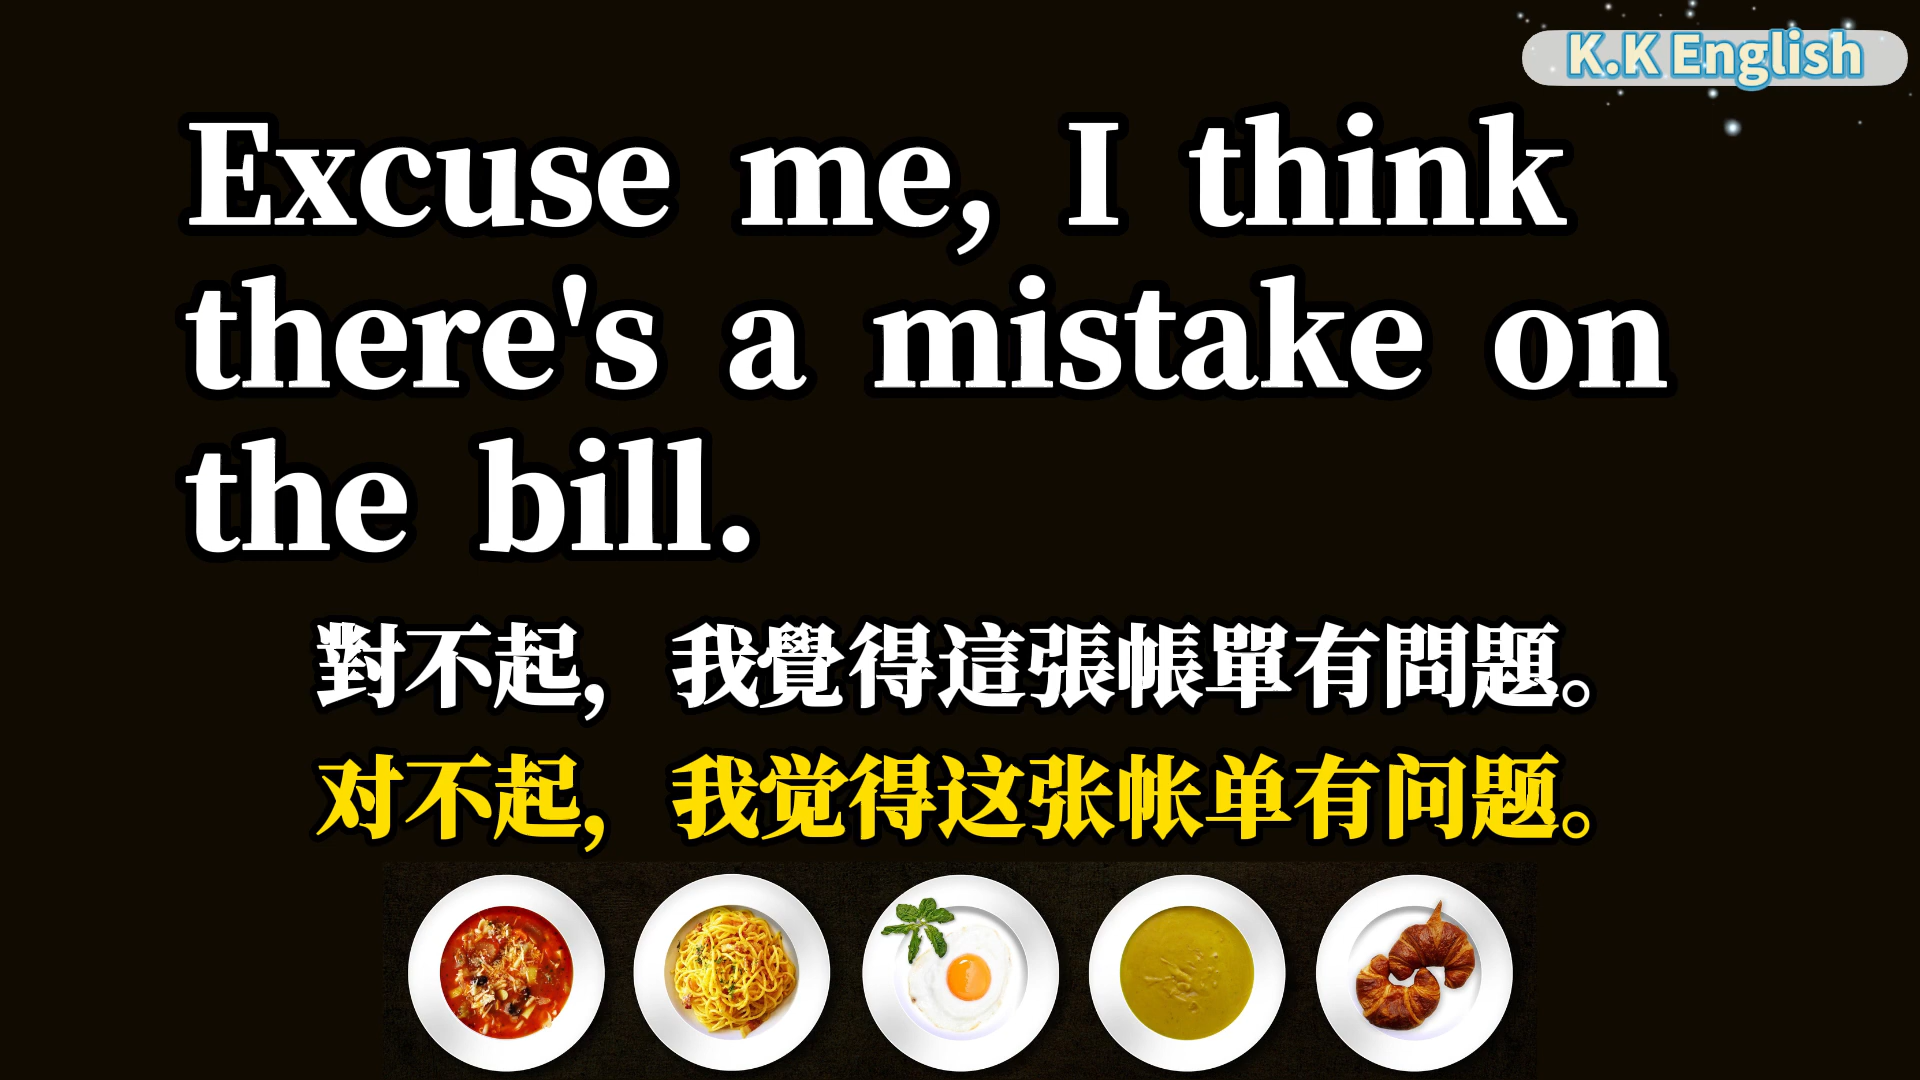 K.K English
Excuse me, I think
there's a mistake on
the bill.
對不起，我覺得這張帳單有問題。
对不起，我觉得这张帐单有问题。